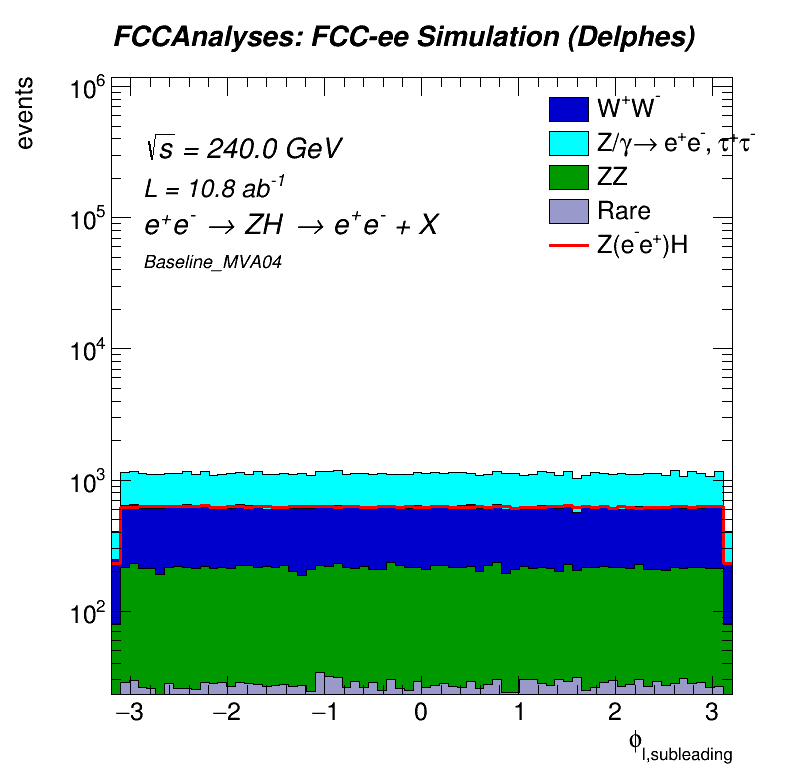 FCCAnalyses: FCC-ee Simulation (Delphes)
events
10⁶
10⁵
10⁴
10³
10²
√s = 240.0 GeV
L = 10.8 ab⁻¹
e⁺e⁻ → ZH → e⁺e⁻ + X
Baseline_MVA04
W⁺W⁻
Z/γ→ e⁺e⁻, τ⁺τ⁻
ZZ
Rare
Z(e⁻e⁺)H
−3 −2 −1 0 1 2 3
ϕl,subleading